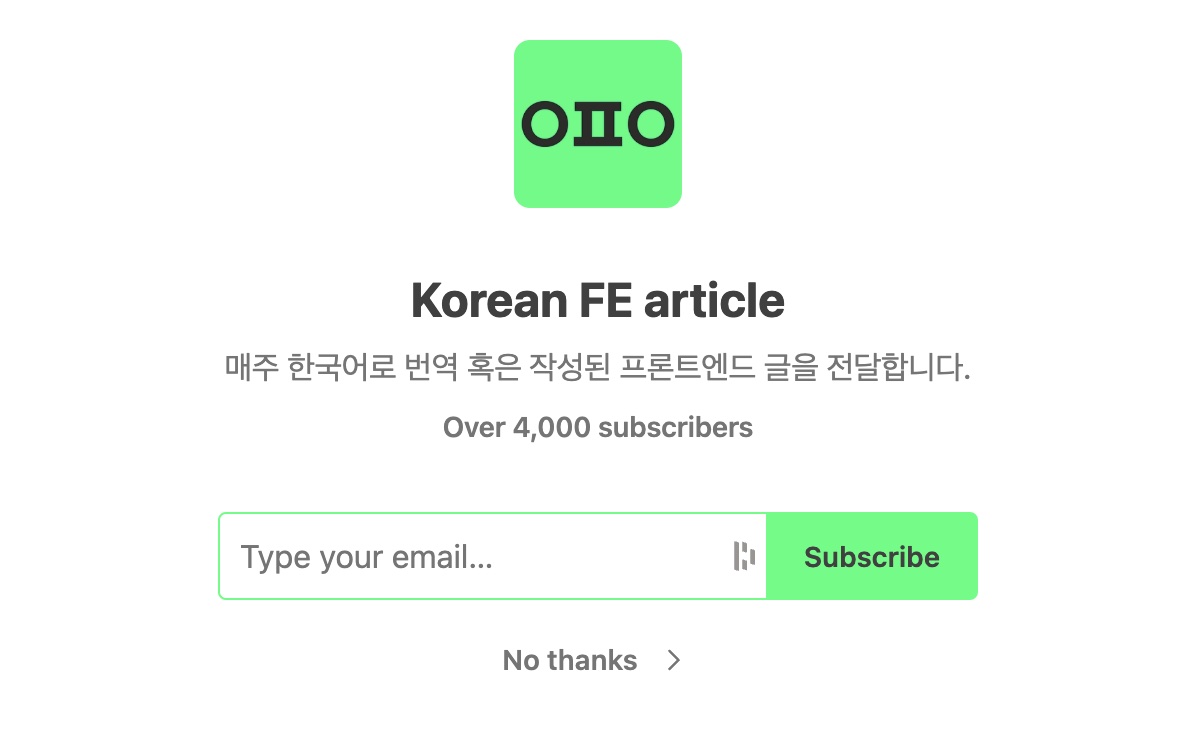 ㅇㅍㅇ
Korean FE article
매주 한국어로 번역 혹은 작성된 프론트엔드 글을 전달합니다.
Over 4,000 subscribers
Type your email...
Subscribe
No thanks